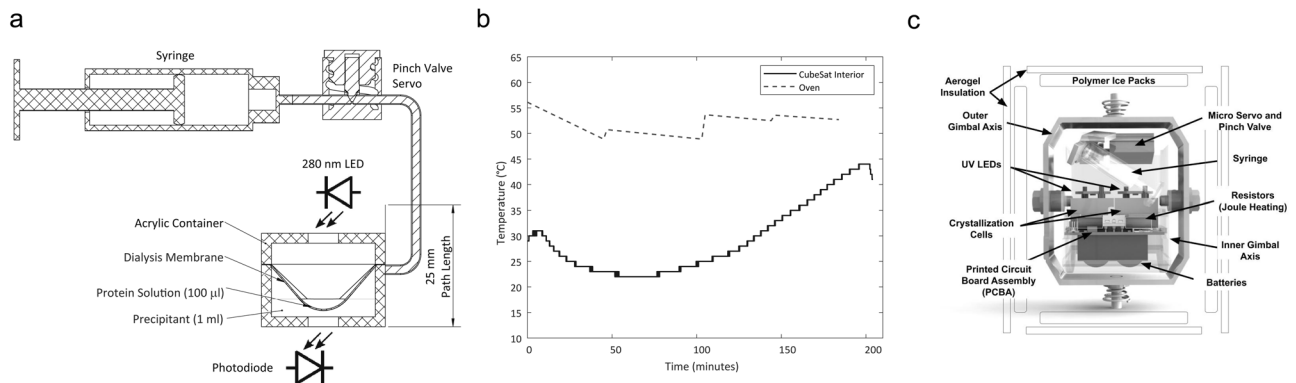 a
Syringe
Pinch Valve
Servo
280 nm LED
Acrylic Container
Dialysis Membrane
Protein Solution (100 μl)
Precipitant (1 ml)
25 mm
Path Length
Photodiode
b
65
60
55
50
45
40
35
30
25
20
15
10
Temperature (°C)
0
50
100
150
200
Time (minutes)
CubeSat Interior
Oven
c
Aerogel
Insulation
Polymer Ice Packs
Outer
Gimbal Axis
Micro Servo and
Pinch Valve
UV LEDs
Syringe
Resistors
(Joule Heating)
Crystallization
Cells
Inner Gimbal
Axis
Printed Circuit
Board Assembly
(PCBA)
Batteries